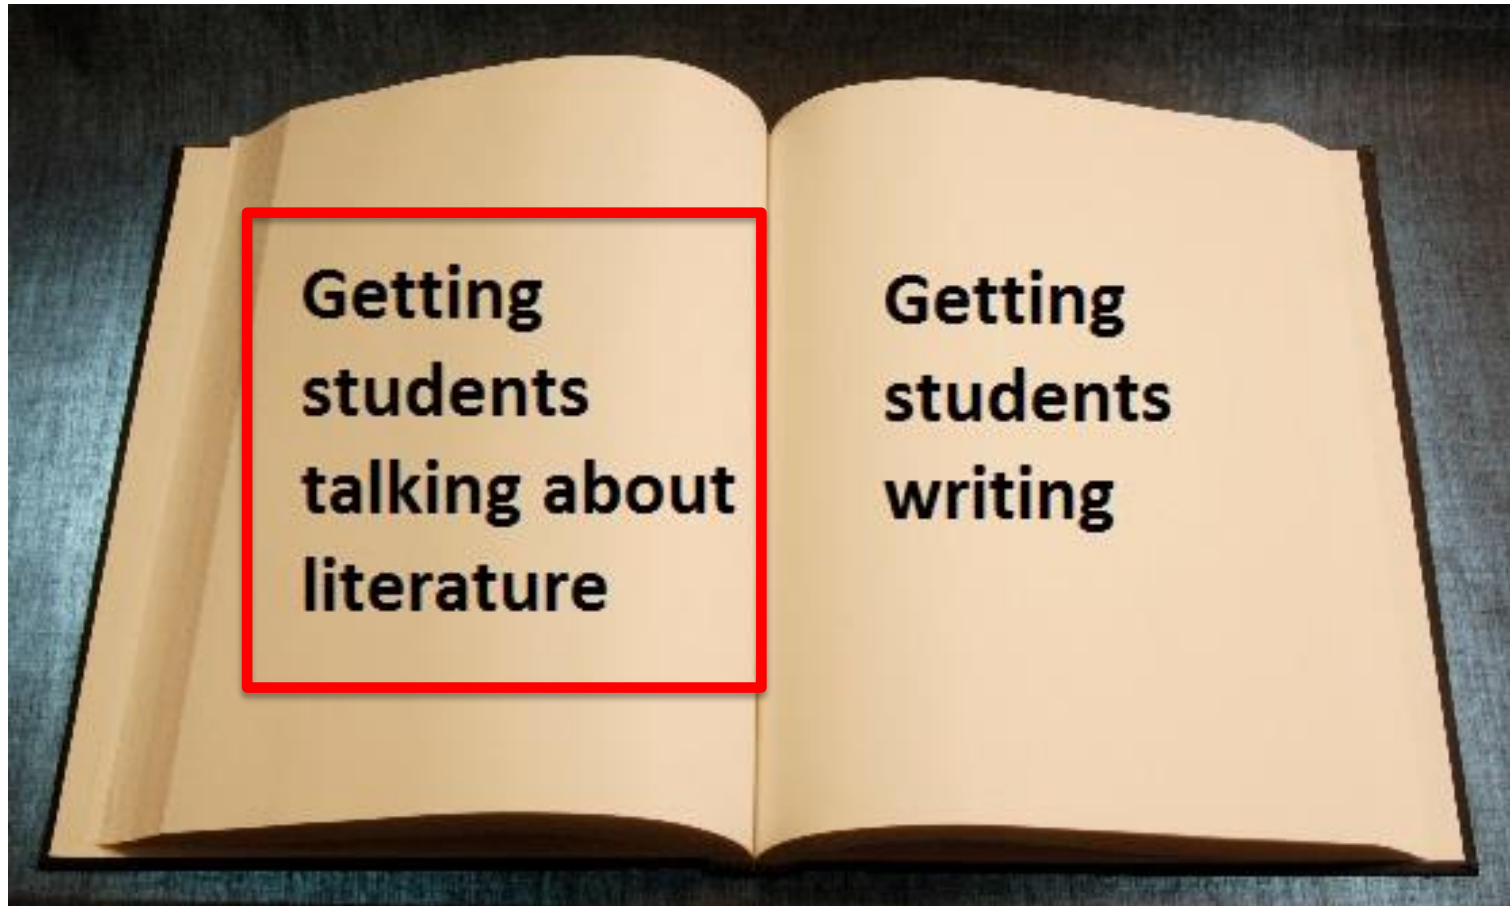 Getting
students
talking about
literature
Getting
students
writing